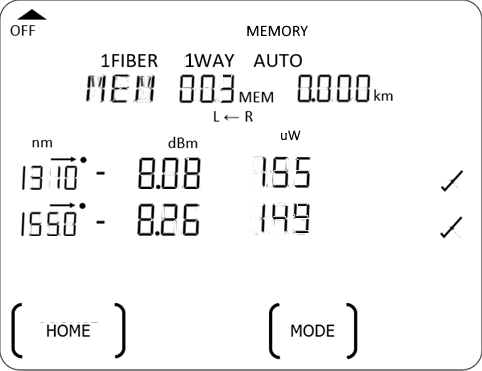 OFF
MEMORY
1FIBER 1WAY AUTO
MEM 003 MEM 0.000 km
L ← R
nm dBm uW
1310 - 8.08 155
1550 - 8.26 149
HOME MODE